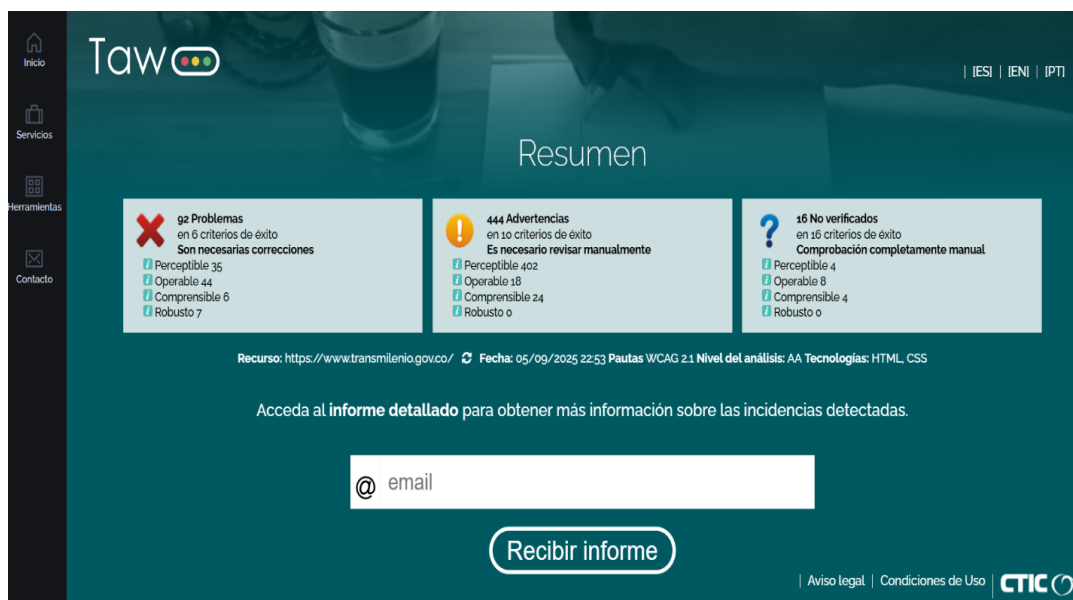 Inicio
Servicios
Herramientas
Contacto
Taw
| [ES] | [EN] | [PT]
Resumen
92 Problemas
en 6 criterios de éxito
Son necesarias correcciones
Perceptible 35
Operable 44
Comprensible 6
Robusto 7
444 Advertencias
en 10 criterios de éxito
Es necesario revisar manualmente
Perceptible 402
Operable 18
Comprensible 24
Robusto 0
16 No verificados
en 16 criterios de éxito
Comprobación completamente manual
Perceptible 4
Operable 8
Comprensible 4
Robusto 0
Recurso: https://www.transmilenio.gov.co/ Fecha: 05/09/2025 22:53 Pautas WCAG 2.1 Nivel del análisis: AA Tecnologías: HTML, CSS
Acceda al informe detallado para obtener más información sobre las incidencias detectadas.
@ email
Recibir informe
| Aviso legal | Condiciones de Uso | CTIC